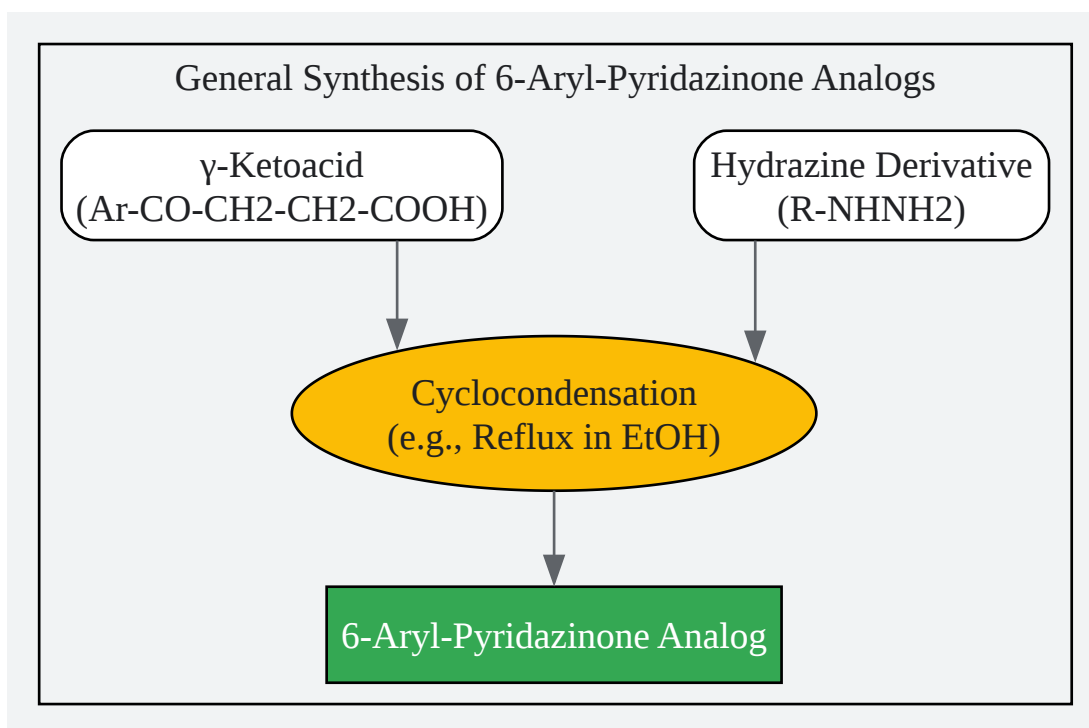 General Synthesis of 6-Aryl-Pyridazinone Analogs
γ-Ketoacid
(Ar-CO-CH2-CH2-COOH)
Hydrazine Derivative
(R-NHNH2)
Cyclocondensation
(e.g., Reflux in EtOH)
6-Aryl-Pyridazinone Analog